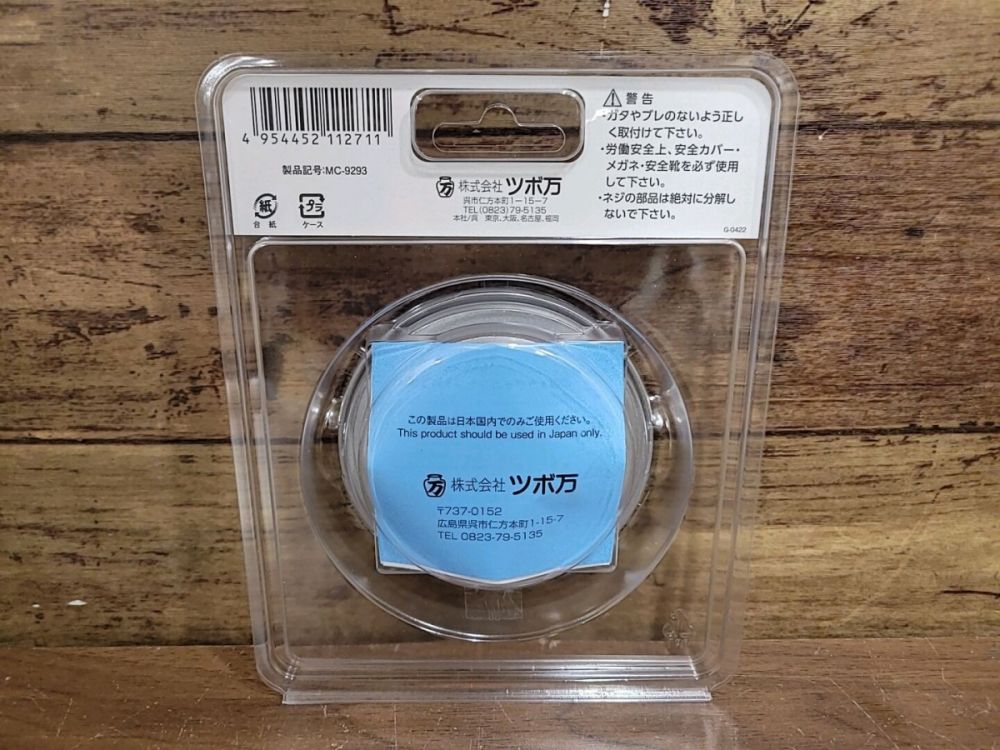 4 954452 112711
製品記号:MC-9293
紙
台紙
プラ
ケース
万 株式会社 ツボ万
呉市仁方本町1-15-7
TEL(0823)79-5135
本社/呉 東京、大阪、名古屋、福岡
警告
・ガタやブレのないよう正し
く取付けて下さい。
・労働安全上、安全カバー・
メガネ・安全靴を必ず使用
して下さい。
・ネジの部品は絶対に分解し
ないで下さい。
G-0422
この製品は日本国内でのみご使用ください。
This product should be used in Japan only.
万 株式会社 ツボ万
〒737-0152
広島県呉市仁方本町1-15-7
TEL 0823-79-5135